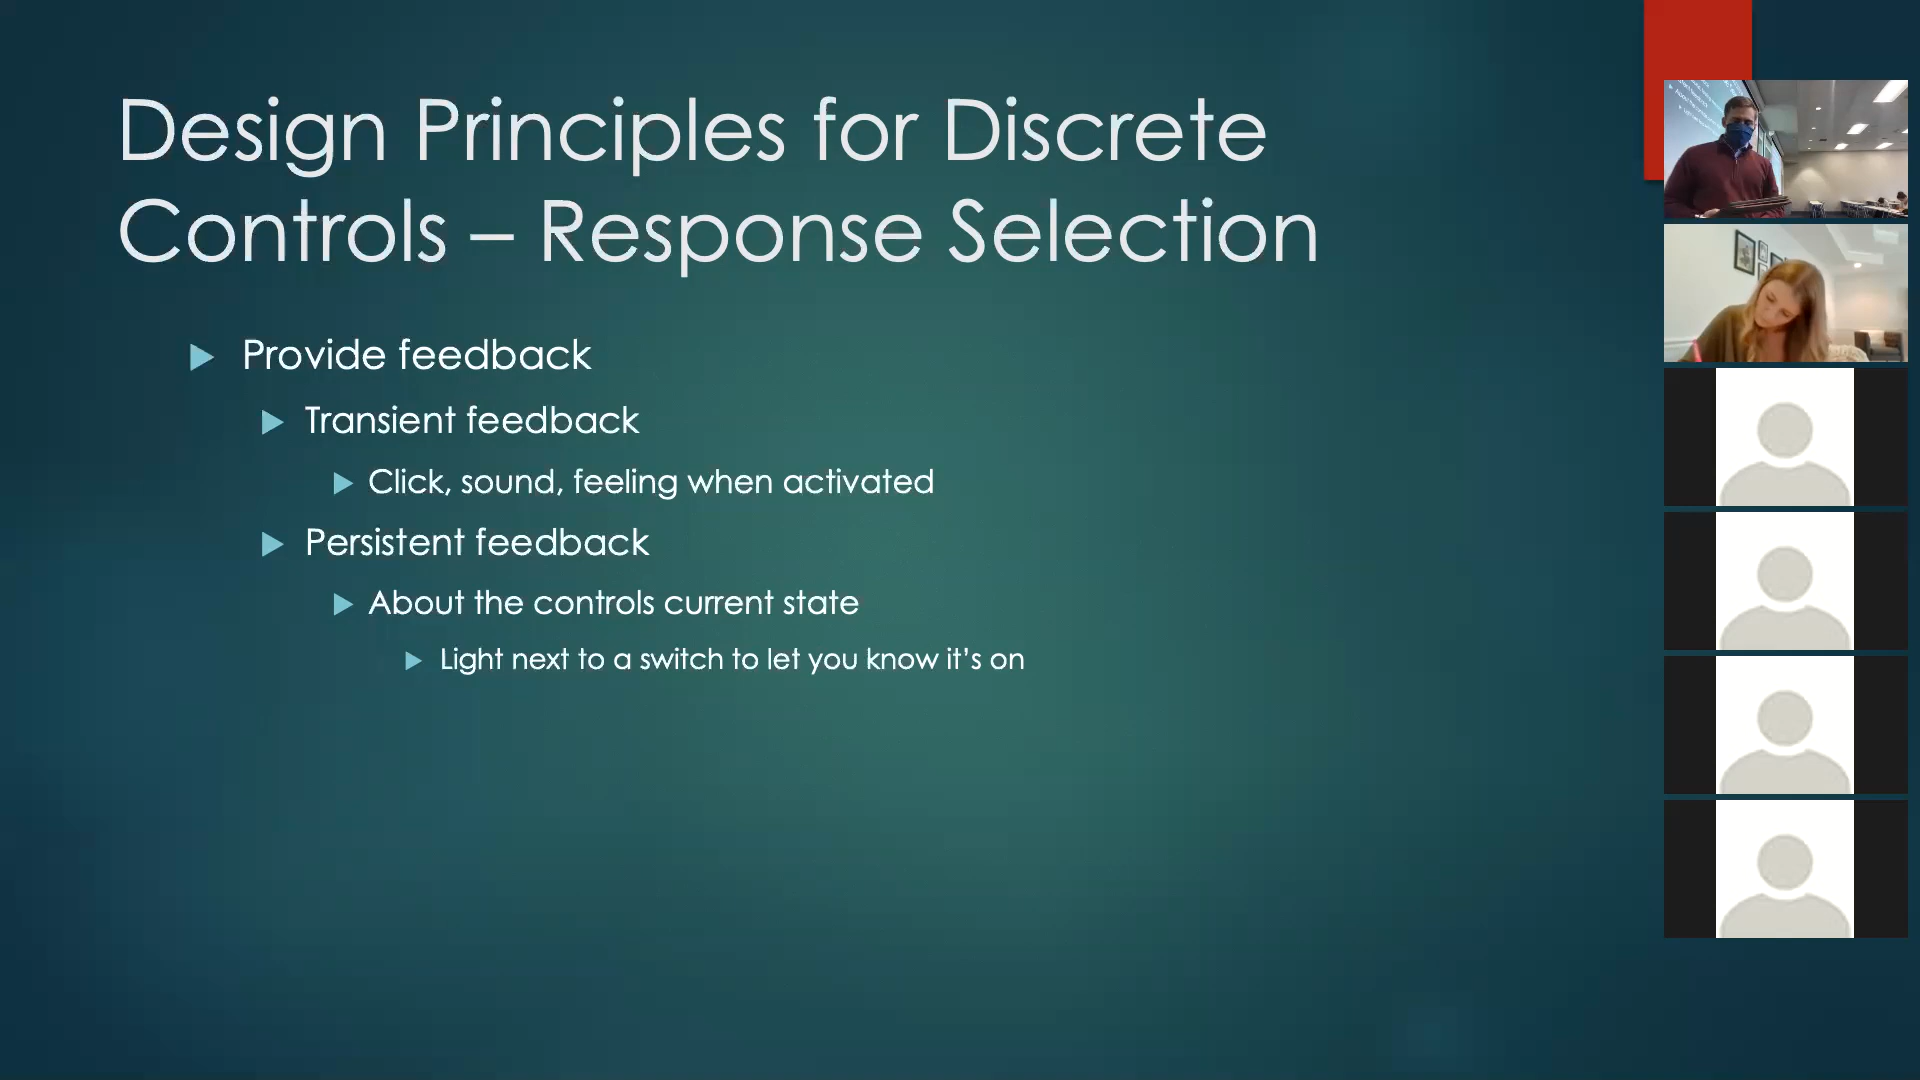 Design Principles for Discrete
Controls – Response Selection
Provide feedback
Transient feedback
Click, sound, feeling when activated
Persistent feedback
About the controls current state
Light next to a switch to let you know it’s on